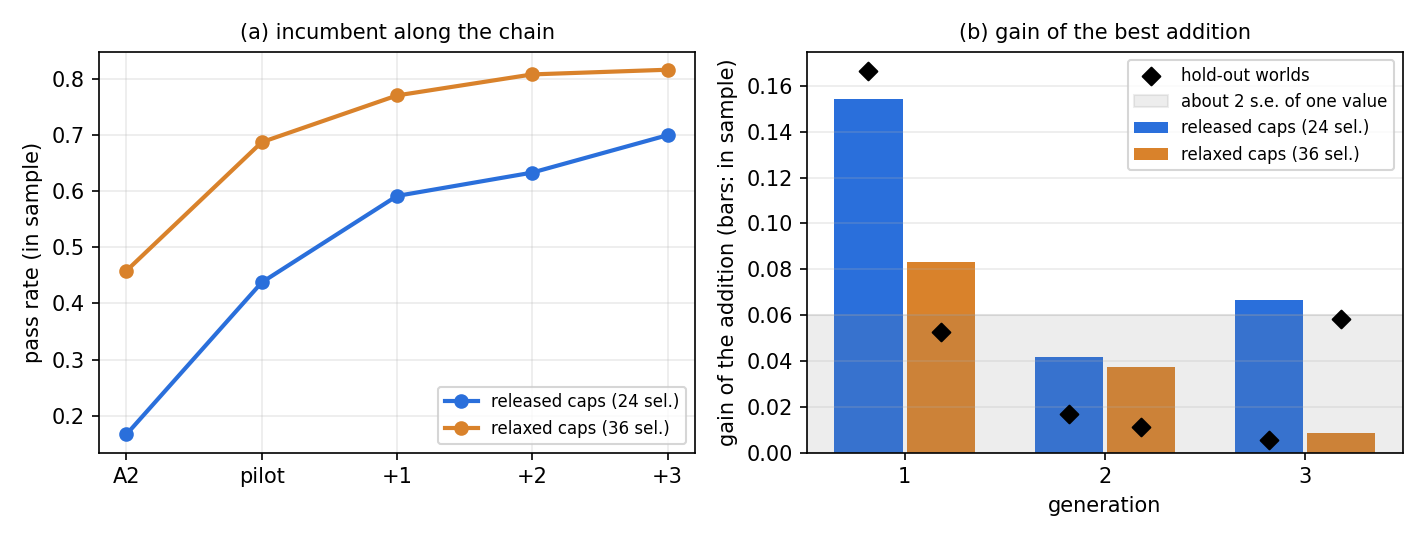 (a) incumbent along the chain
pass rate (in sample)
0.8
0.7
0.6
0.5
0.4
0.3
0.2
A2
pilot
+1
+2
+3
released caps (24 sel.)
relaxed caps (36 sel.)
(b) gain of the best addition
gain of the addition (bars: in sample)
0.16
0.14
0.12
0.10
0.08
0.06
0.04
0.02
0.00
1
2
3
generation
hold-out worlds
about 2 s.e. of one value
released caps (24 sel.)
relaxed caps (36 sel.)